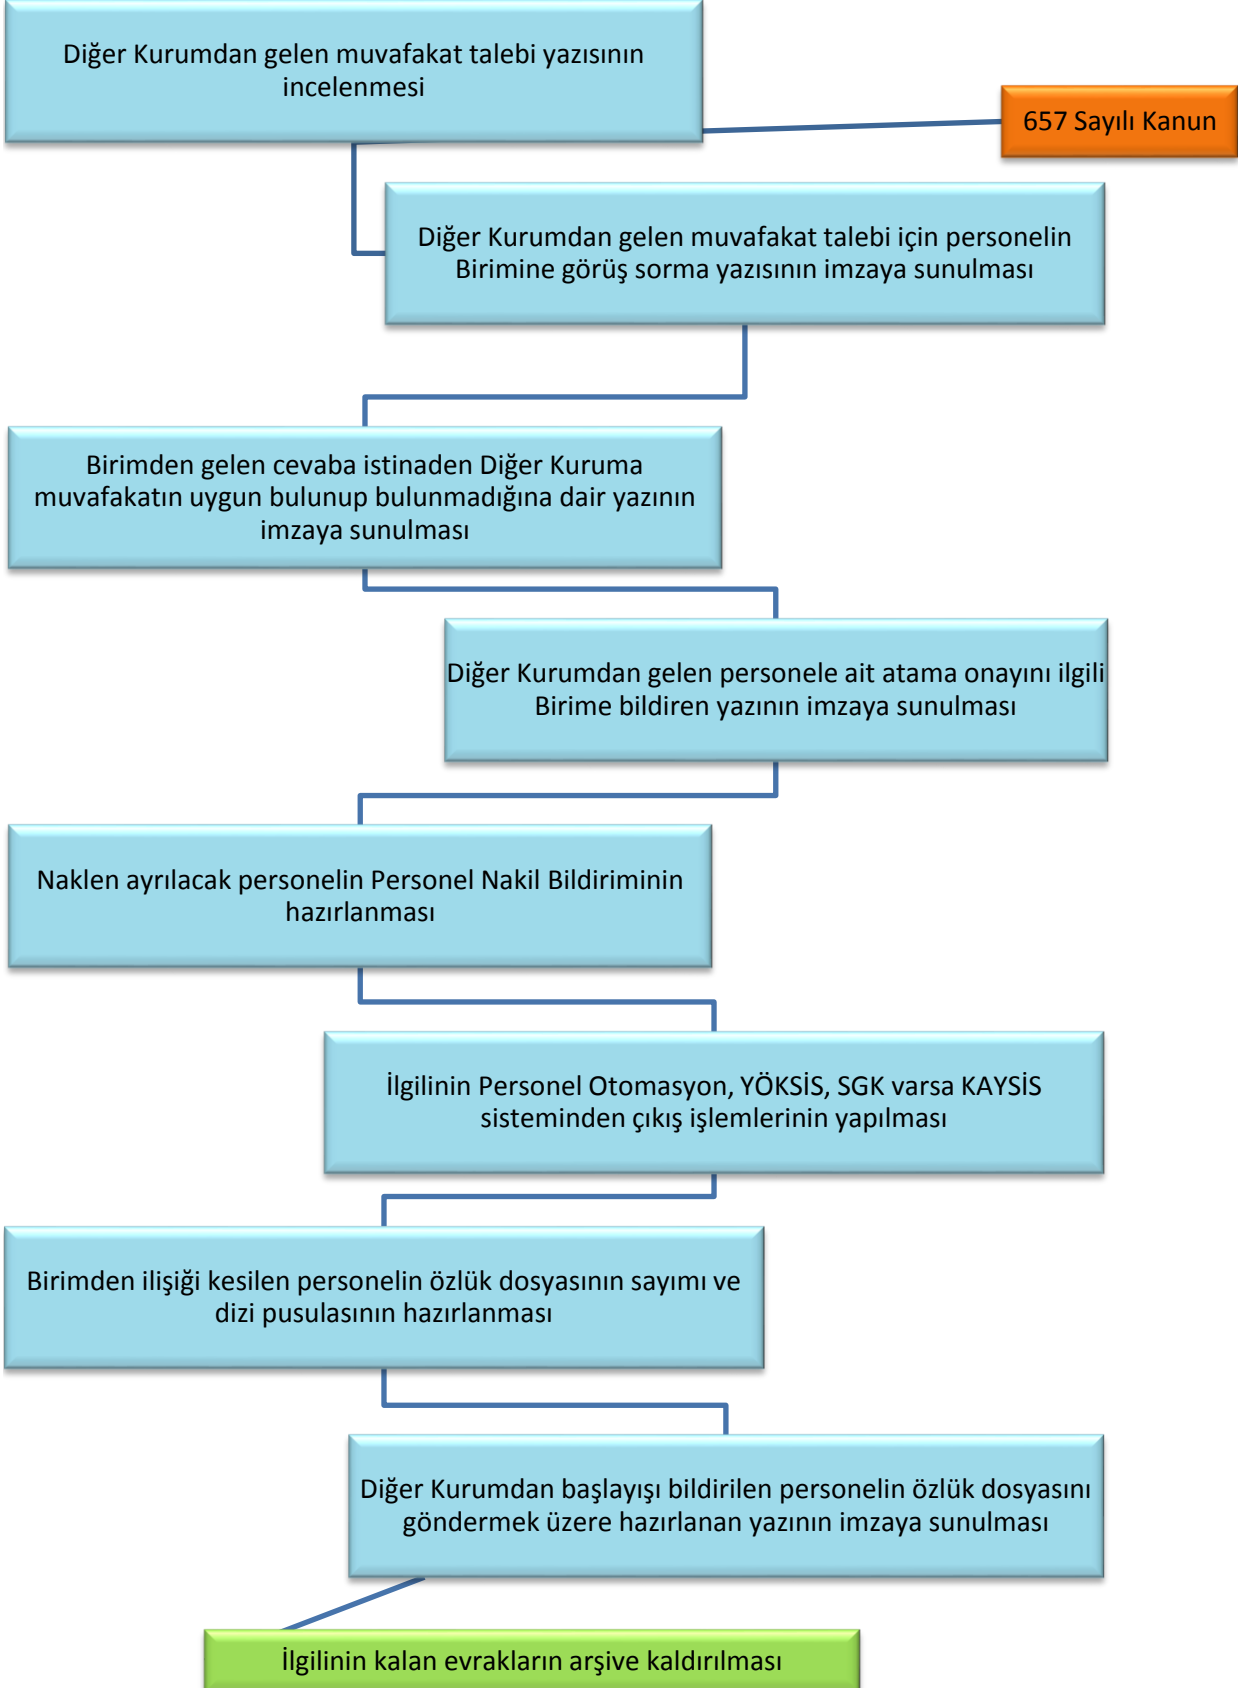 Diğer Kurumdan gelen muvafakat talebi yazısının
incelenmesi
657 Sayılı Kanun
Diğer Kurumdan gelen muvafakat talebi için personelin
Birimine görüş sorma yazısının imzaya sunulması
Birimden gelen cevaba istinaden Diğer Kuruma
muvafakatın uygun bulunup bulunmadığına dair yazının
imzaya sunulması
Diğer Kurumdan gelen personele ait atama onayını ilgili
Birime bildiren yazının imzaya sunulması
Naklen ayrılacak personelin Personel Nakil Bildiriminin
hazırlanması
İlgilinin Personel Otomasyon, YÖKSİS, SGK varsa KAYSİS
sisteminden çıkış işlemlerinin yapılması
Birimden ilişiği kesilen personelin özlük dosyasının sayımı ve
dizi pusulasının hazırlanması
Diğer Kurumdan başlayışı bildirilen personelin özlük dosyasını
göndermek üzere hazırlanan yazının imzaya sunulması
İlgilinin kalan evrakların arşive kaldırılması